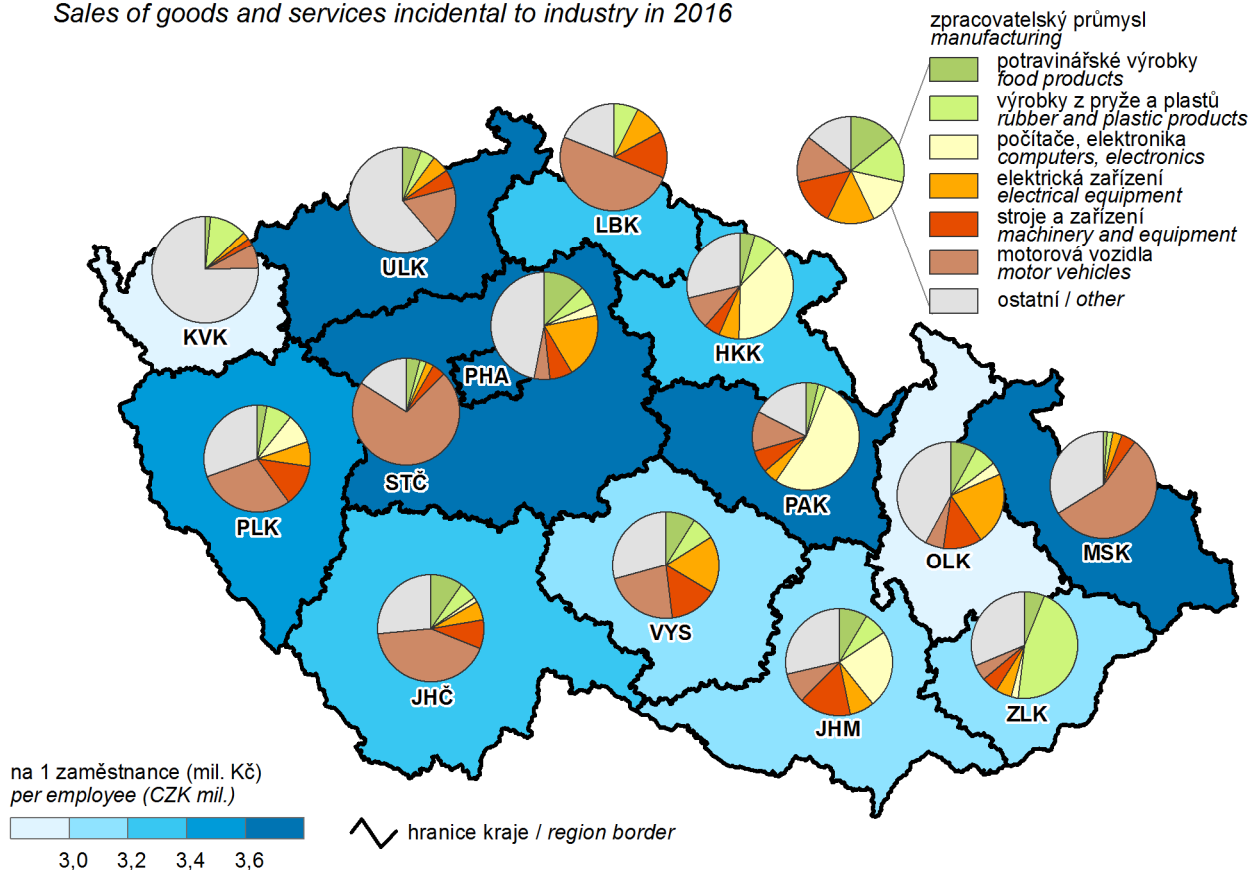 Sales of goods and services incidental to industry in 2016
zpracovatelský průmysl
manufacturing
potravinářské výrobky
food products
výrobky z pryže a plastů
rubber and plastic products
počítače, elektronika
computers, electronics
elektrická zařízení
electrical equipment
stroje a zařízení
machinery and equipment
motorová vozidla
motor vehicles
ostatní / other
LBK
ULK
KVK
HKK
PHA
STČ
PLK
PAK
OLK
MSK
VYS
JHČ
JHM
ZLK
na 1 zaměstnance (mil. Kč)
per employee (CZK mil.)
3,0 3,2 3,4 3,6
hranice kraje / region border